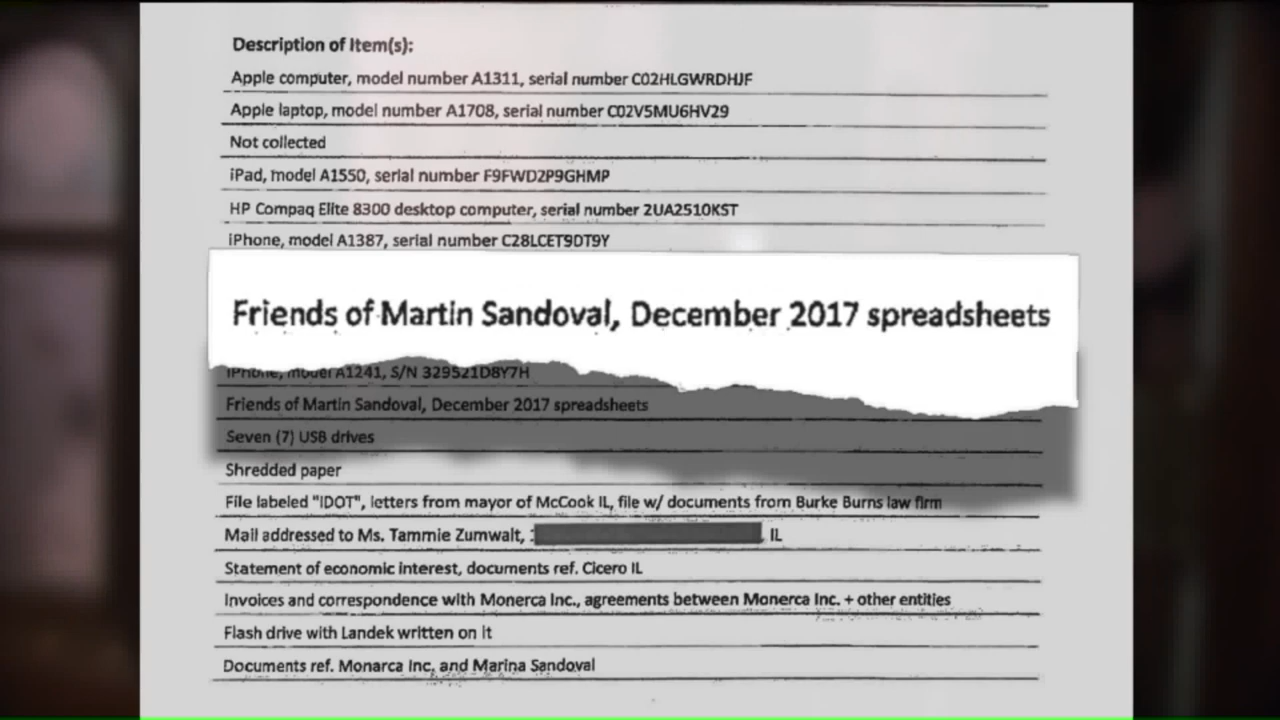 Description of Item(s):
Apple computer, model number A1311, serial number C02HLGWRDHJF
Apple laptop, model number A1708, serial number C02V5MU6HV29
Not collected
iPad, model A1550, serial number F9FWD2P9GHMP
HP Compaq Elite 8300 desktop computer, serial number 2UA2510KST
iPhone, model A1387, serial number C28LCET9DT9Y
Friends of Martin Sandoval, December 2017 spreadsheets
iPhone, model A1241, S/N 329521D8Y7H
Friends of Martin Sandoval, December 2017 spreadsheets
Seven (7) USB drives
Shredded paper
File labeled "IDOT", letters from mayor of McCook IL, file w/ documents from Burke Burns law firm
Mail addressed to Ms. Tammie Zumwalt, IL
Statement of economic interest, documents ref. Cicero IL
Invoices and correspondence with Monerca Inc., agreements between Monerca Inc. + other entities
Flash drive with Landek written on it
Documents ref. Monarca Inc. and Marina Sandoval